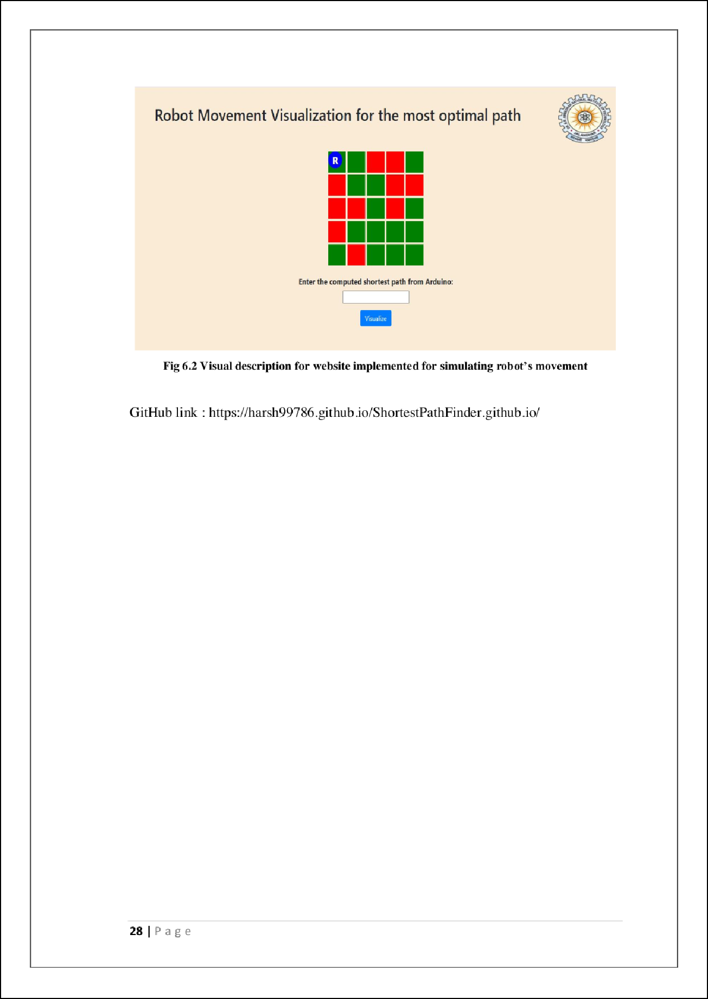 Robot Movement Visualization for the most optimal path
R
Enter the computed shortest path from Arduino:
Visualize
Fig 6.2 Visual description for website implemented for simulating robot’s movement
GitHub link : https://harsh99786.github.io/ShortestPathFinder.github.io/
28 | P a g e